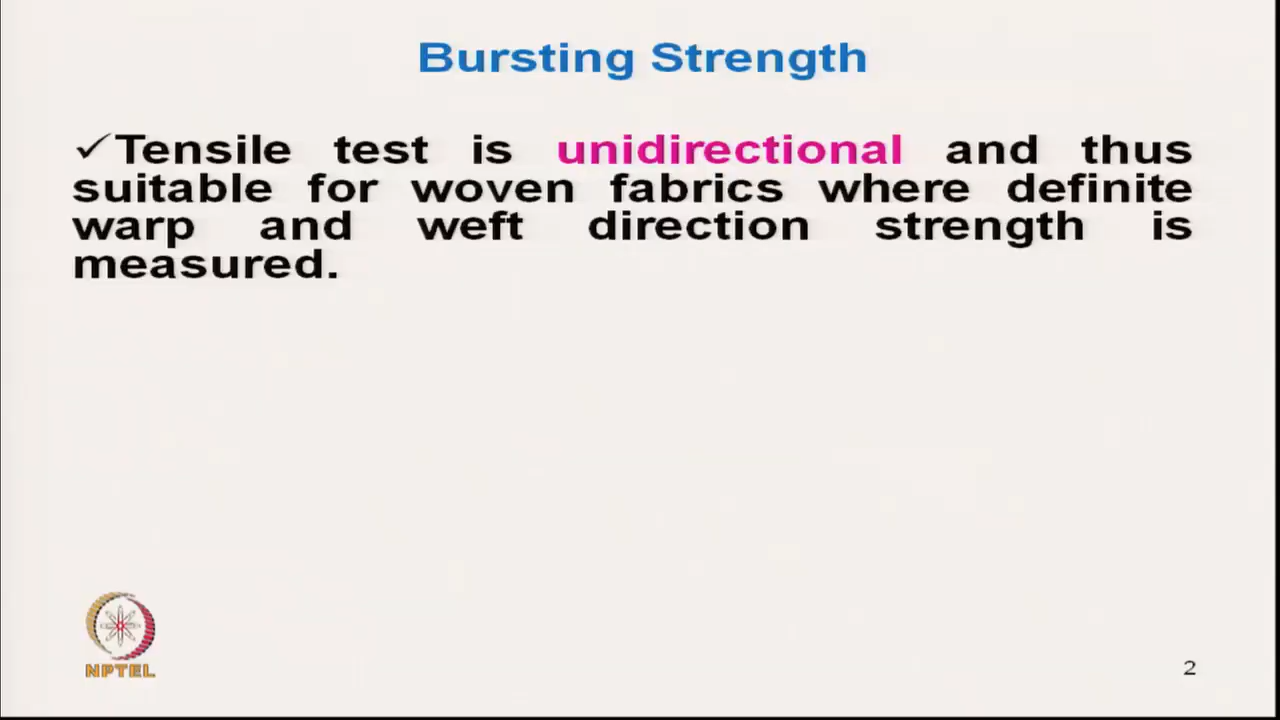 Bursting Strength
✓Tensile test is unidirectional and thus
suitable for woven fabrics where definite
warp and weft direction strength is
measured.
NPTEL
2